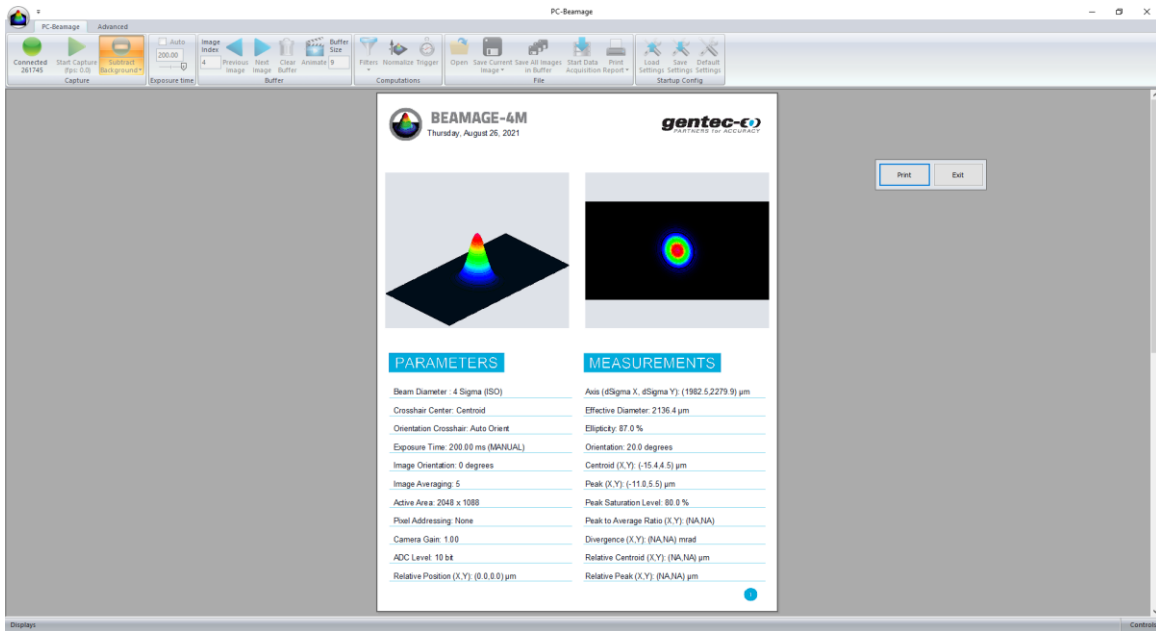 PC-Beamage
PC-Beamage Advanced
Connected 261745
Start Capture (fps: 0.0)
Subtract Background
Capture
Auto
200.00
Exposure time
Image Index
4
Previous Image
Next Image
Clear Buffer
Animate
Buffer Size
9
Buffer
Filters
Normalize
Trigger
Computations
Open
Save Current Image
Save All Images in Buffer
Start Data Acquisition
Print Report
File
Load Settings
Save Settings
Default Settings
Startup Config
BEAMAGE-4M
Thursday, August 26, 2021
gentec-eo
PARTNERS for ACCURACY
Print
Exit
PARAMETERS
Beam Diameter : 4 Sigma (ISO)
Crosshair Center: Centroid
Orientation Crosshair: Auto Orient
Exposure Time: 200.00 ms (MANUAL)
Image Orientation: 0 degrees
Image Averaging: 5
Active Area: 2048 x 1088
Pixel Addressing: None
Camera Gain: 1.00
ADC Level: 10 bit
Relative Position (X,Y): (0.0,0.0) µm
MEASUREMENTS
Axis (dSigma X, dSigma Y): (1982.5,2279.9) µm
Effective Diameter: 2136.4 µm
Ellipticity: 87.0 %
Orientation: 20.0 degrees
Centroid (X,Y): (-15.4,4.5) µm
Peak (X,Y): (-11.0,5.5) µm
Peak Saturation Level: 80.0 %
Peak to Average Ratio (X,Y): (NA,NA)
Divergence (X,Y): (NA,NA) mrad
Relative Centroid (X,Y): (NA,NA) µm
Relative Peak (X,Y): (NA,NA) µm
1
Displays
Controls